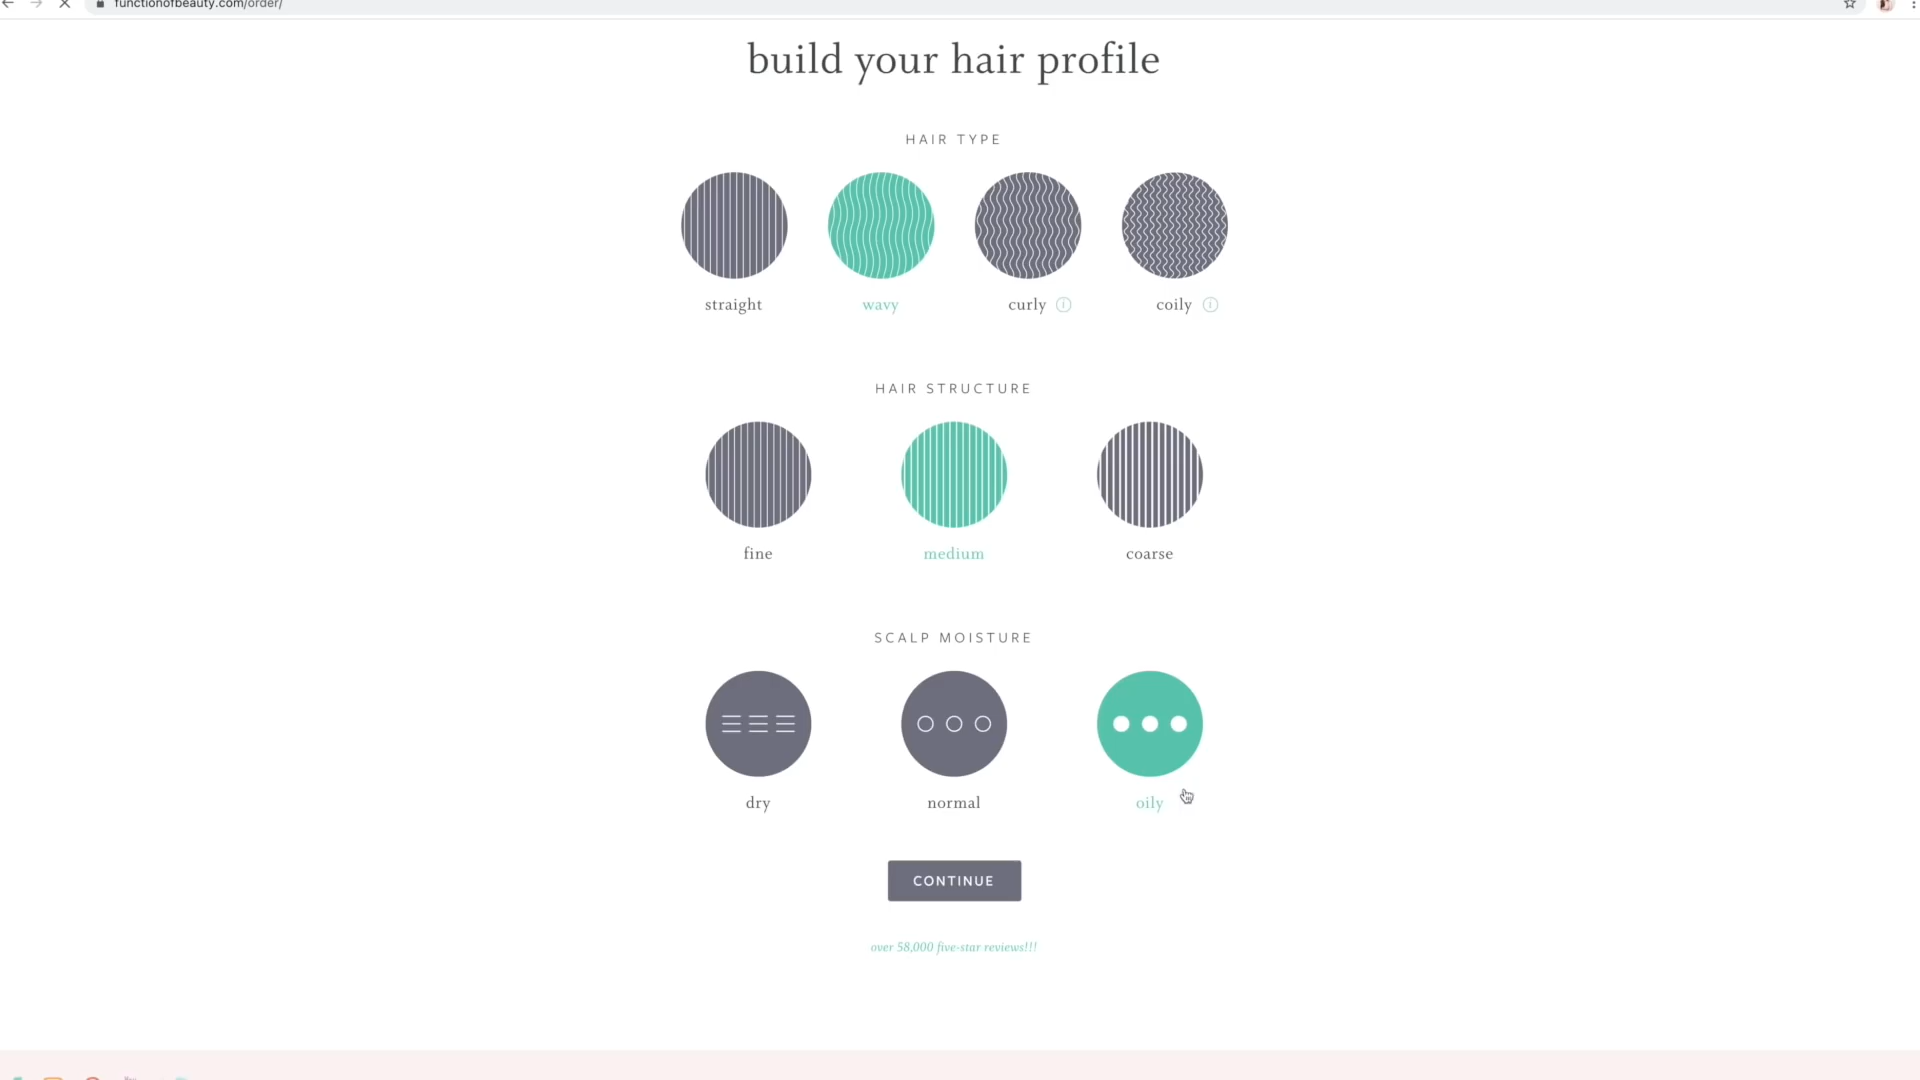 functionofbeauty.com/order/
build your hair profile
HAIR TYPE
straight wavy curly coily
HAIR STRUCTURE
fine medium coarse
SCALP MOISTURE
dry normal oily
CONTINUE
over 58,000 five-star reviews!!!